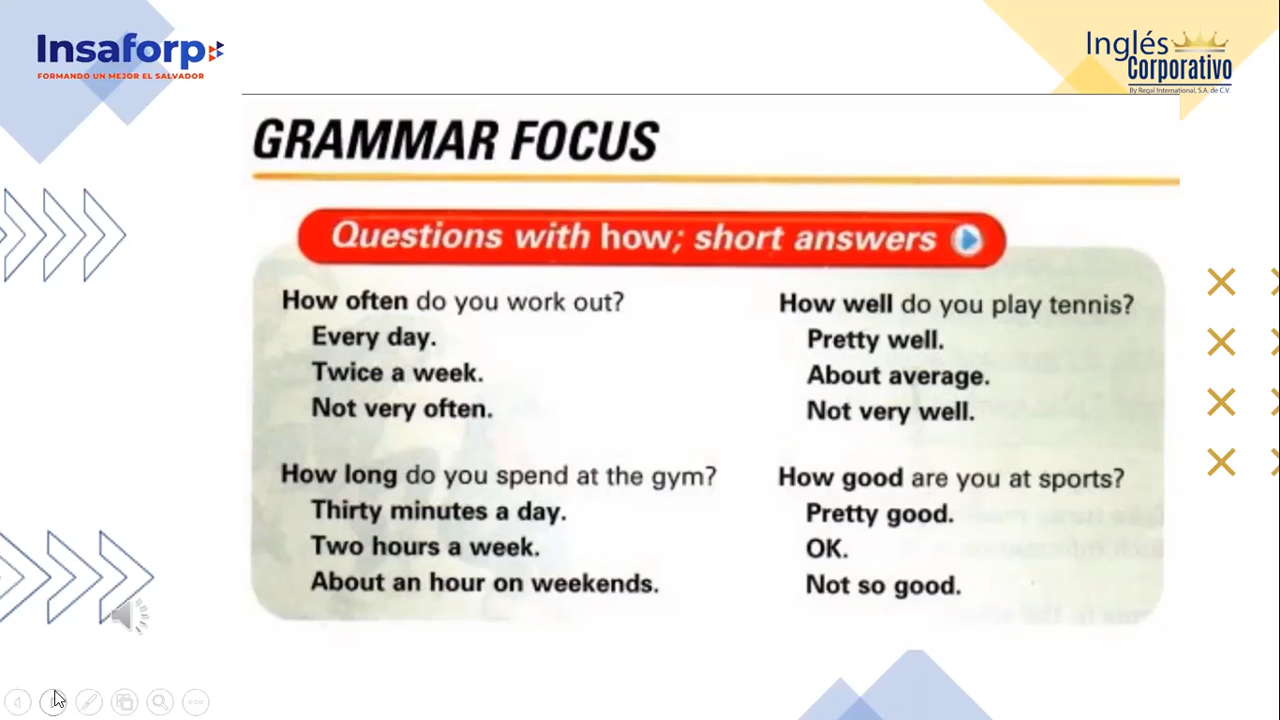 Insaforp
FORMANDO UN MEJOR EL SALVADOR
Inglés
Corporativo
By Regal International, S.A. de C.V.
GRAMMAR FOCUS
Questions with how; short answers
How often do you work out?
Every day.
Twice a week.
Not very often.
How long do you spend at the gym?
Thirty minutes a day.
Two hours a week.
About an hour on weekends.
How well do you play tennis?
Pretty well.
About average.
Not very well.
How good are you at sports?
Pretty good.
OK.
Not so good.